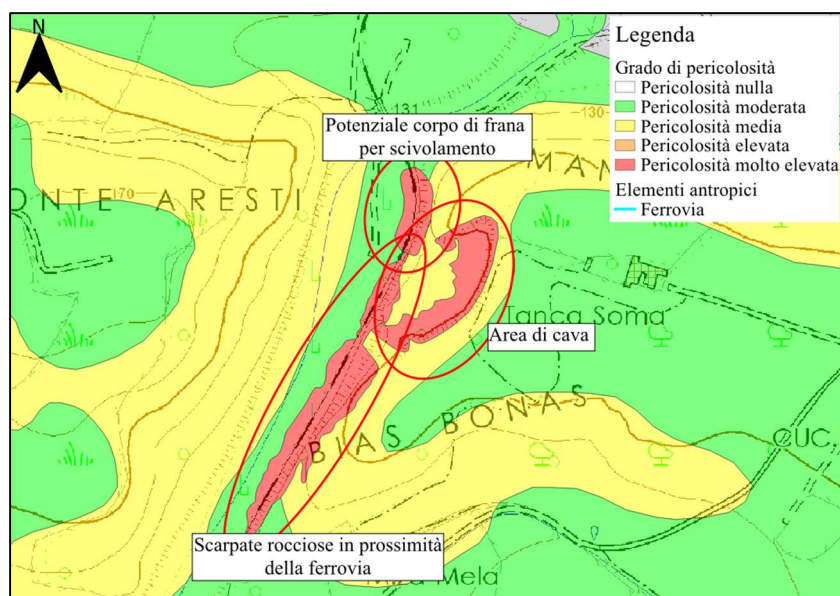 N
Legenda
Grado di pericolosità
Pericolosità nulla
Pericolosità moderata
Pericolosità media
Pericolosità elevata
Pericolosità molto elevata
Elementi antropici
Ferrovia
131
130
Potenziale corpo di frana
per scivolamento
MAN
ONTE ARESTI
170
Tanca Soma
Area di cava
BIAS BONAS
CUC.
Scarpate rocciose in prossimità
della ferrovia
Mela